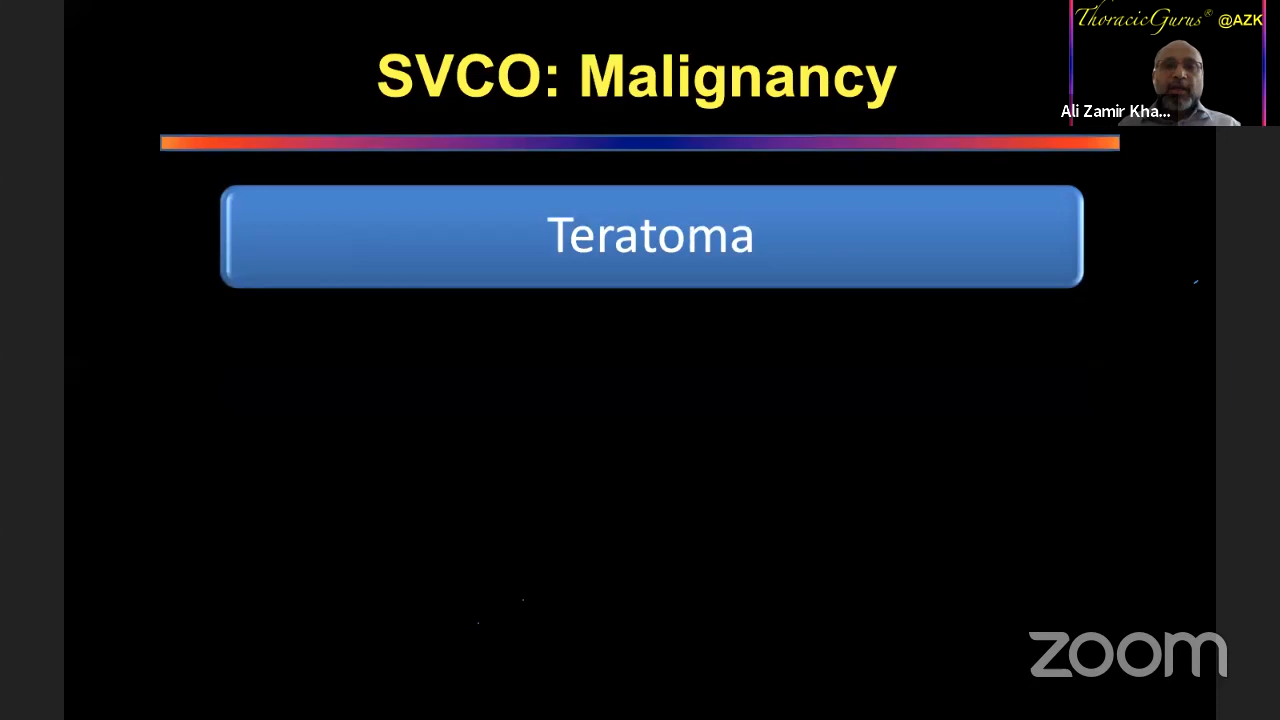 ThoracicGurus® @AZK
SVCO: Malignancy
Ali Zamir Kha...
Teratoma
zoom